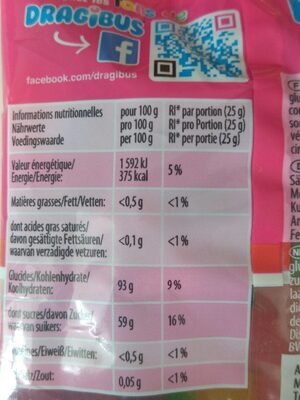 DRAGIBUS
f
facebook.com/dragibus
Informations nutritionnelles
Nährwerte
Voedingswaarde
pour 100 g
pro 100 g
per 100 g
RI* par portion (25 g)
RI* pro Portion (25 g)
RI* per portie (25 g)
Valeur énergétique/
Energie/Energie:
1 592 kJ
375 kcal
5 %
Matières grasses/Fett/Vetten:
<0,5 g
<1 %
dont acides gras saturés/
davon gesättigte Fettsäuren/
waarvan verzadigde vetzuren:
<0,1 g
<1 %
Glucides/Kohlenhydrate/
Koolhydraten:
93 g
9 %
dont sucres/davon Zucker/
waarvan suikers:
59 g
16 %
/Eiweiß/Eiwitten:
<0,5 g
<1 %
/Zout:
0,05 g
<1 %